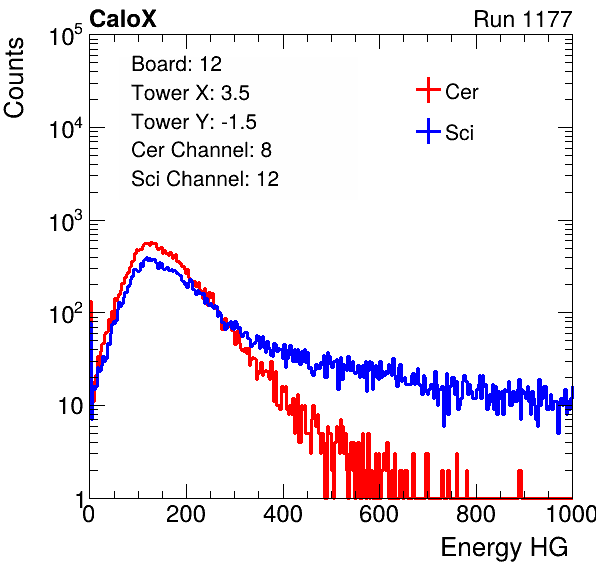 CaloX Run 1177
Counts
10^5
10^4
10^3
10^2
10
1
Board: 12
Tower X: 3.5
Tower Y: -1.5
Cer Channel: 8
Sci Channel: 12
Cer
Sci
0 200 400 600 800 1000
Energy HG